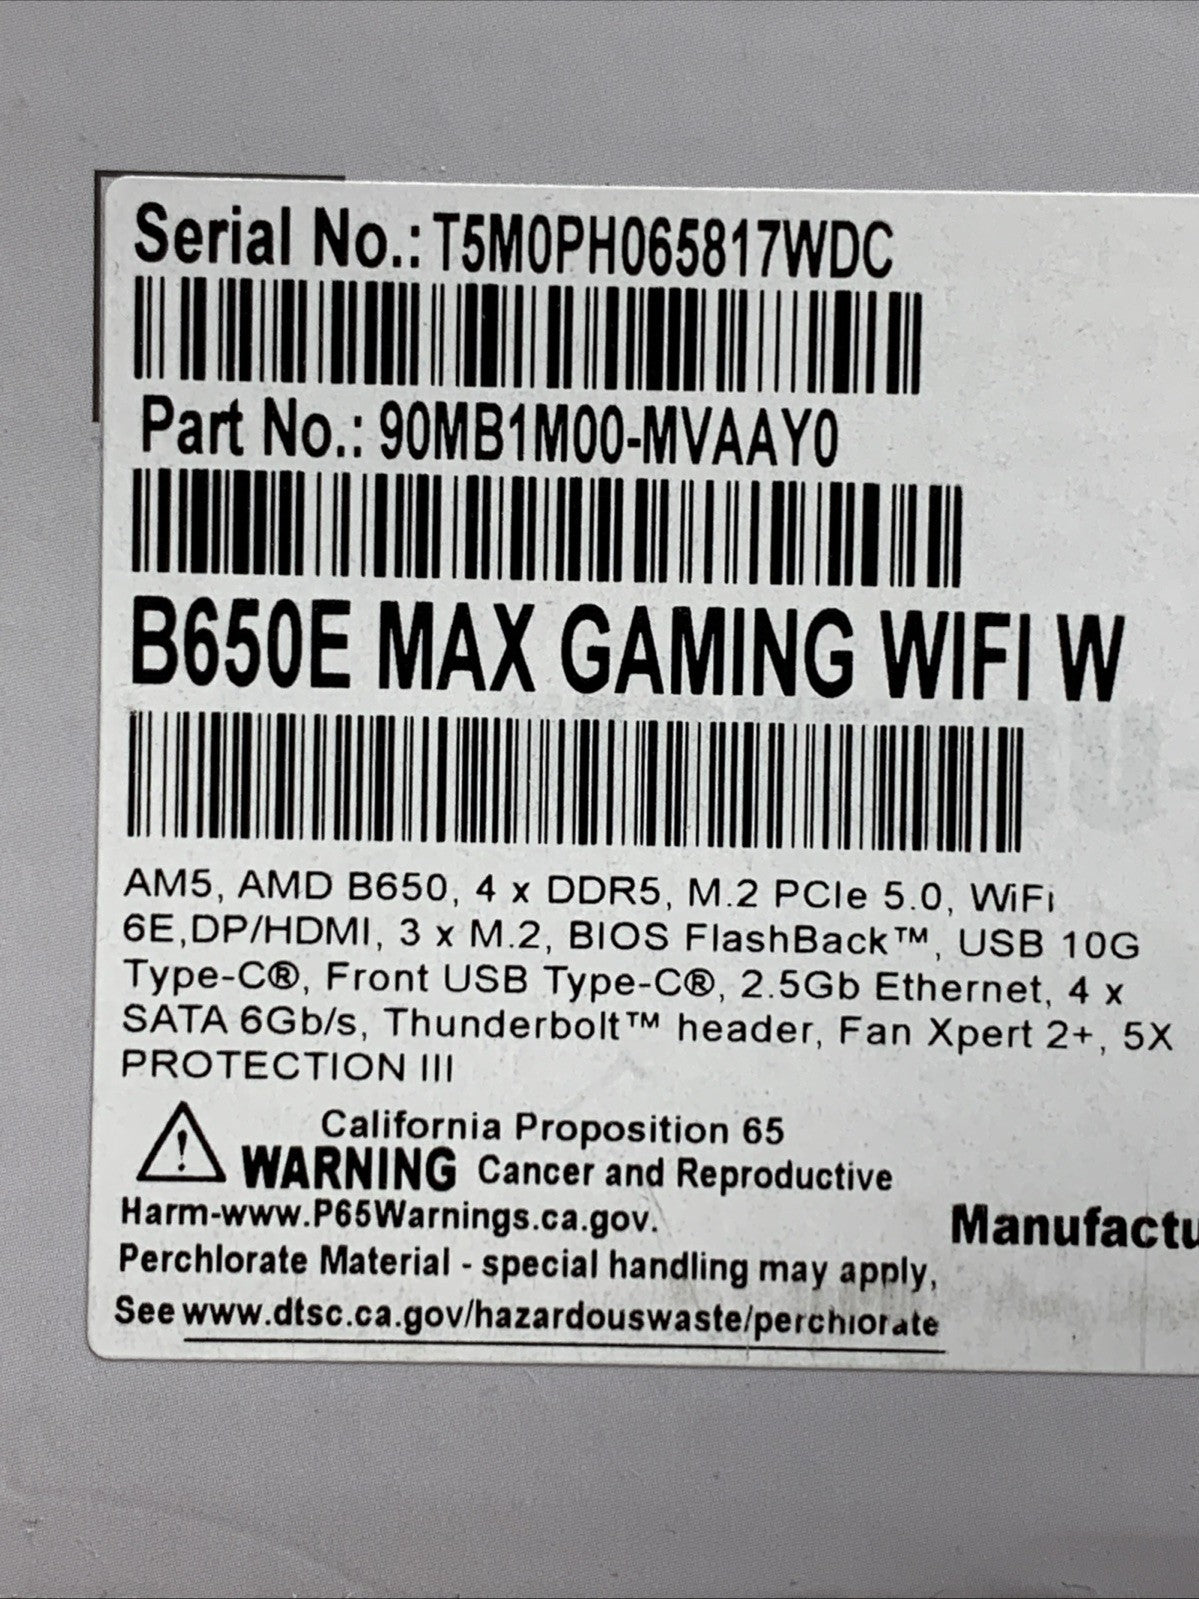 Serial No.: T5M0PH065817WDC
Part No.: 90MB1M00-MVAAY0
B650E MAX GAMING WIFI W
AM5, AMD B650, 4 x DDR5, M.2 PCIe 5.0, WiFi
6E,DP/HDMI, 3 x M.2, BIOS FlashBack™, USB 10G
Type-C®, Front USB Type-C®, 2.5Gb Ethernet, 4 x
SATA 6Gb/s, Thunderbolt™ header, Fan Xpert 2+, 5X
PROTECTION III
California Proposition 65
WARNING Cancer and Reproductive
Harm-www.P65Warnings.ca.gov.
Manufactu
Perchlorate Material - special handling may apply,
See www.dtsc.ca.gov/hazardouswaste/perchlorate